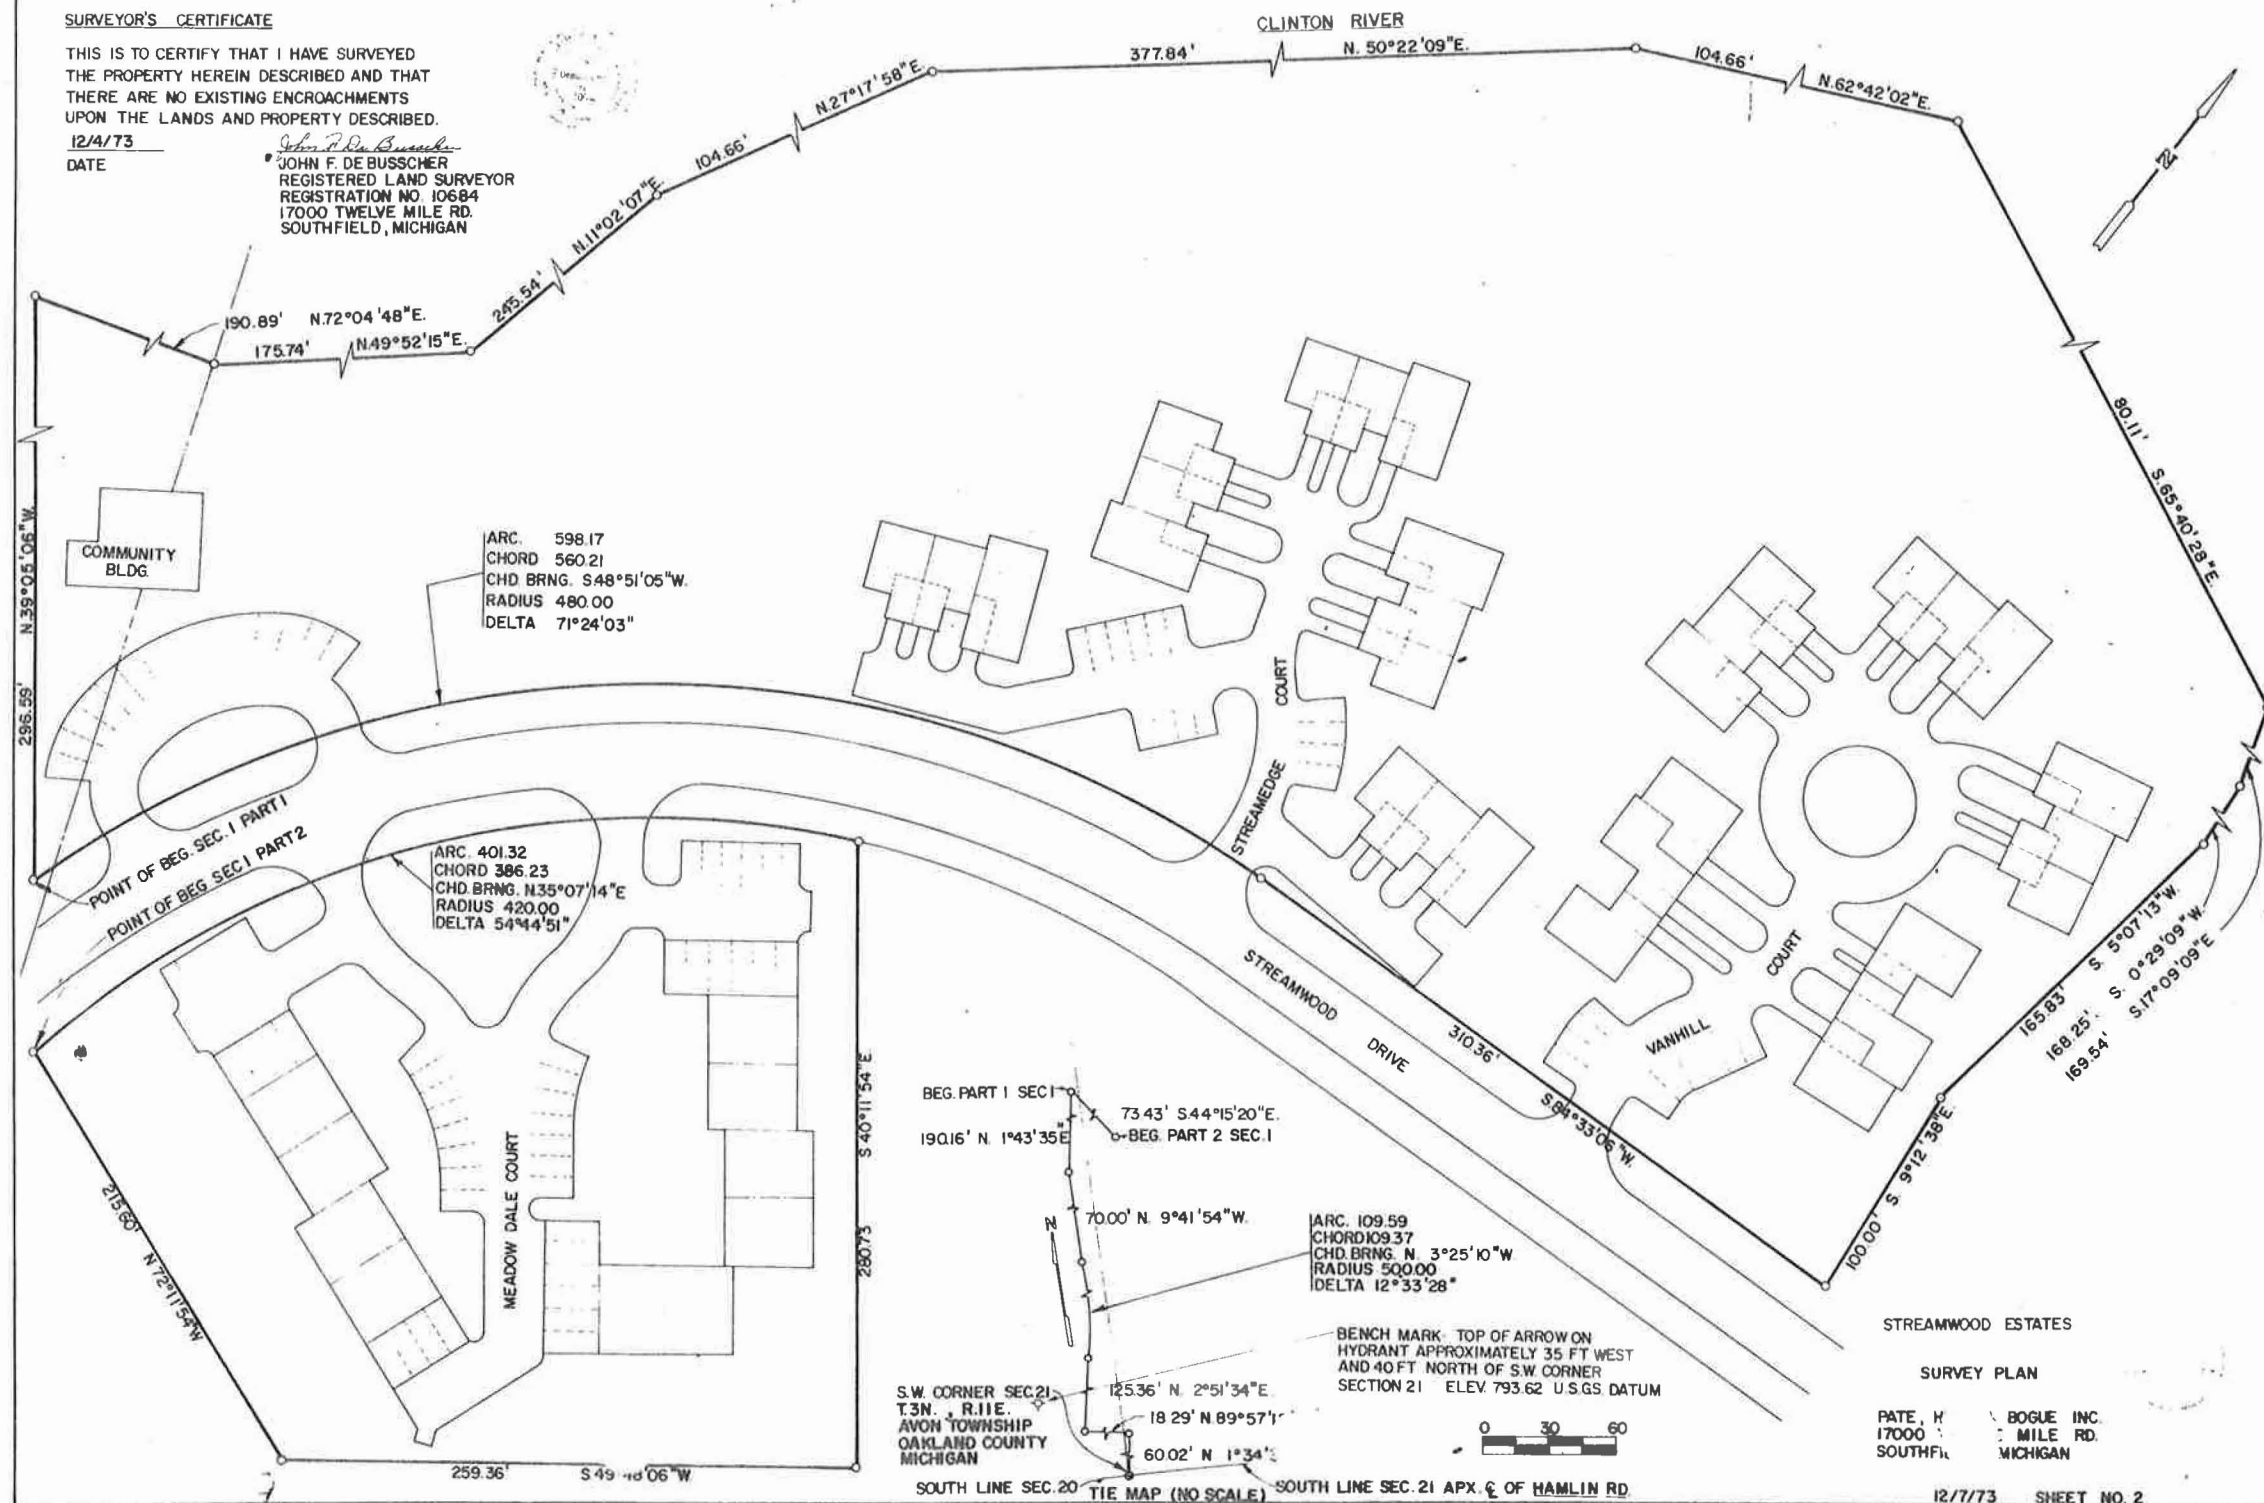 SURVEYOR'S CERTIFICATE
THIS IS TO CERTIFY THAT I HAVE SURVEYED
THE PROPERTY HEREIN DESCRIBED AND THAT
THERE ARE NO EXISTING ENCROACHMENTS
UPON THE LANDS AND PROPERTY DESCRIBED.
12/4/73
DATE
John F. De Busscher
JOHN F. DE BUSSCHER
REGISTERED LAND SURVEYOR
REGISTRATION NO. 10684
17000 TWELVE MILE RD.
SOUTHFIELD, MICHIGAN
CLINTON RIVER
377.84' N. 50°22'09"E.
104.66' N.62°42'02"E.
104.66' N.27°17'58"E.
245.54' N.11°02'07"E.
190.89' N.72°04'48"E.
175.74' N.49°52'15"E.
N
80.11' S.65°40'28"E.
296.59' N.39°05'06"W.
COMMUNITY
BLDG.
ARC. 598.17
CHORD 560.21
CHD. BRNG. S48°51'05"W.
RADIUS 480.00
DELTA 71°24'03"
STREAMEDGE COURT
POINT OF BEG. SEC. 1 PART 1
POINT OF BEG SEC 1 PART 2
ARC. 401.32
CHORD 386.23
CHD. BRNG. N35°07'14"E
RADIUS 420.00
DELTA 54°44'51"
STREAMWOOD DRIVE
VANHILL COURT
165.83' S. 5°07'13"W.
168.25' S. 0°29'09"W.
169.54' S.17°09'09"E
310.36' S.84°33'06"W.
100.00' S. 9°12'38"E.
MEADOW DALE COURT
280.73 S 40°11'54"E.
215.60' N 72°11'54"W
259.36' S 49 06"W
BEG. PART 1 SEC 1
73.43' S.44°15'20"E.
190.16' N. 1°43'35"E
BEG. PART 2 SEC. 1
N
70.00' N. 9°41'54"W.
ARC. 109.59
CHORD 109.37
CHD. BRNG. N. 3°25'10"W
RADIUS 500.00
DELTA 12°33'28"
BENCH MARK: TOP OF ARROW ON
HYDRANT APPROXIMATELY 35 FT WEST
AND 40 FT NORTH OF S.W. CORNER
SECTION 21 ELEV. 793.62 U.S.G.S. DATUM
S.W. CORNER SEC. 21
T.3N., R.11E.
AVON TOWNSHIP
OAKLAND COUNTY
MICHIGAN
125.36' N. 2°51'34"E.
18.29' N.89°57'
60.02' N 1°34'
0 30 60
SOUTH LINE SEC. 20
TIE MAP (NO SCALE)
SOUTH LINE SEC. 21 APX. ℄ OF HAMLIN RD.
STREAMWOOD ESTATES
SURVEY PLAN
PATE, H BOGUE INC.
17000 MILE RD.
SOUTHFI MICHIGAN
12/7/73 SHEET NO. 2